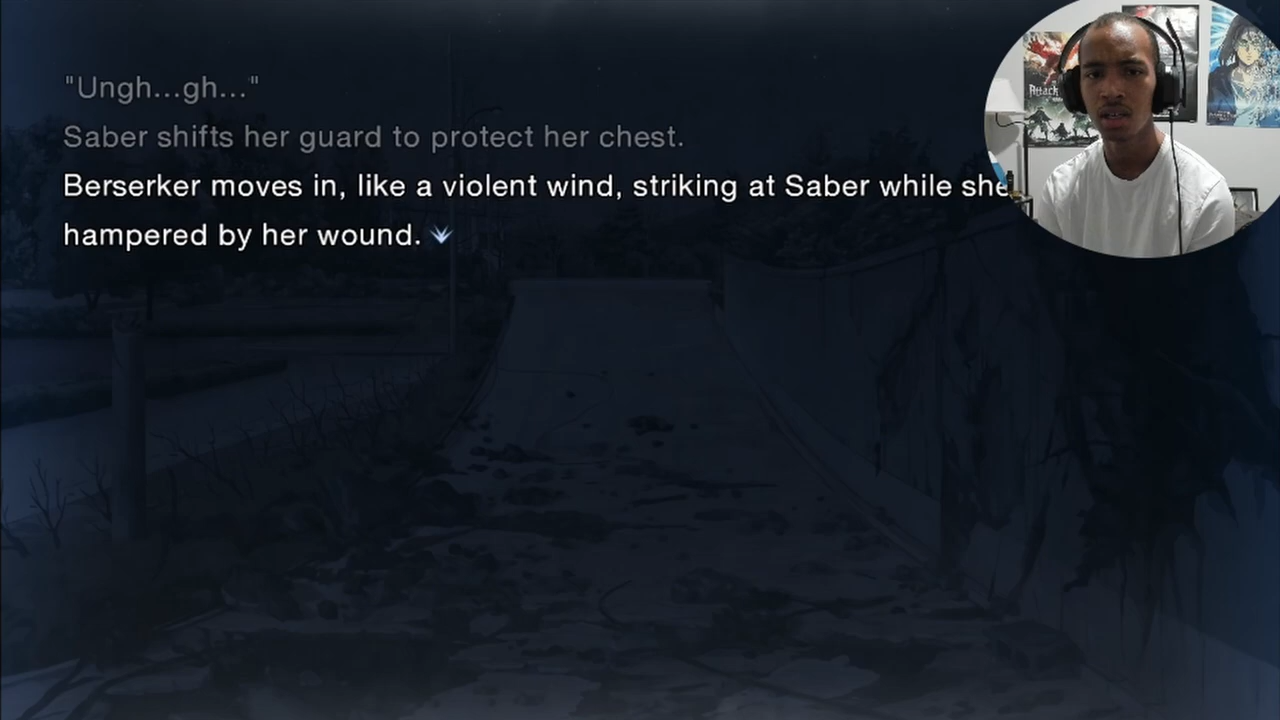 "Ungh...gh..."
Saber shifts her guard to protect her chest.
Berserker moves in, like a violent wind, striking at Saber while she
hampered by her wound.
Attack